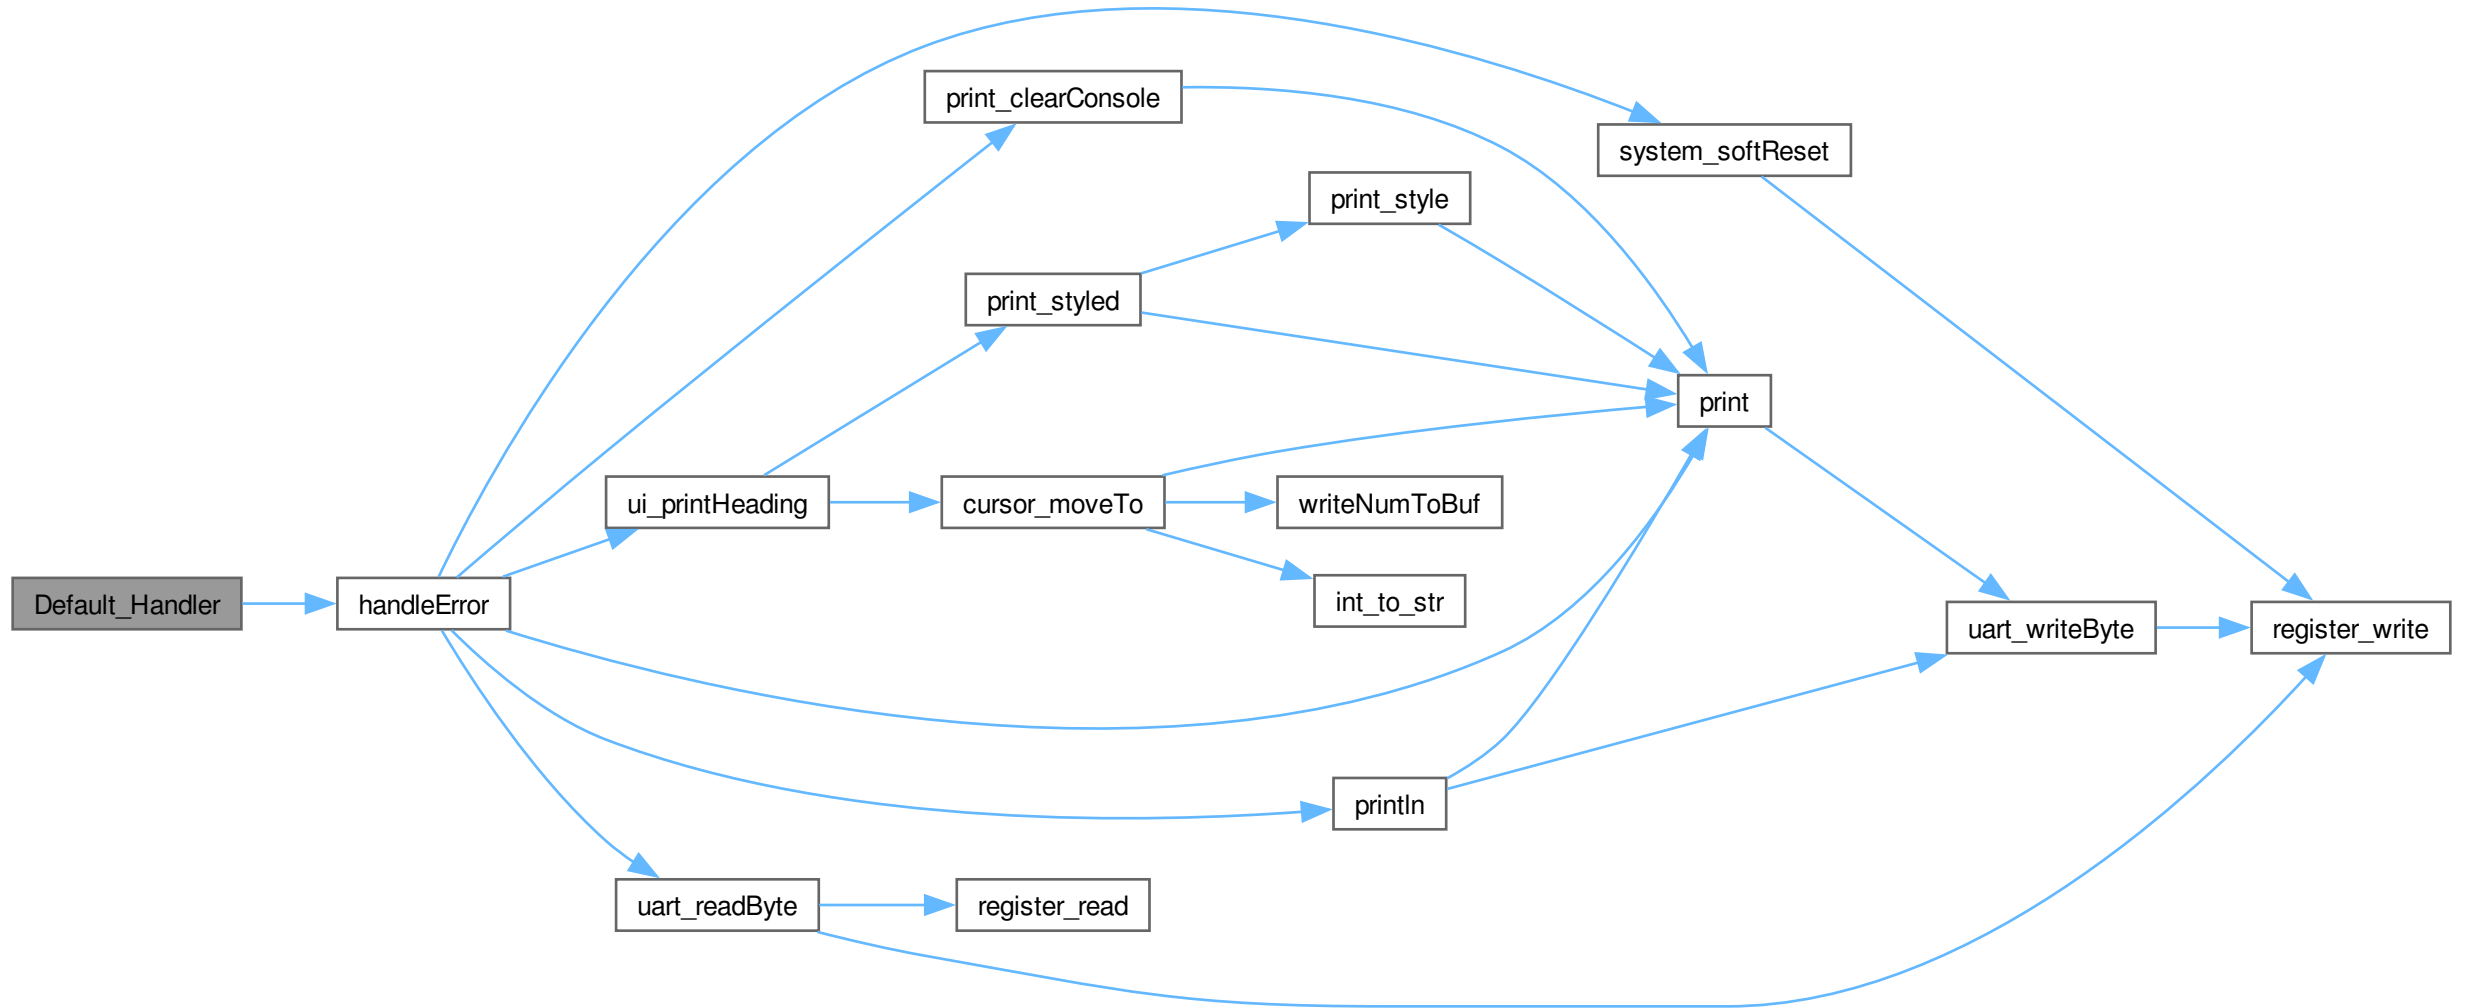 print_clearConsole
system_softReset
print_style
print_styled
print
ui_printHeading
cursor_moveTo
writeNumToBuf
Default_Handler
handleError
int_to_str
uart_writeByte
register_write
println
uart_readByte
register_read